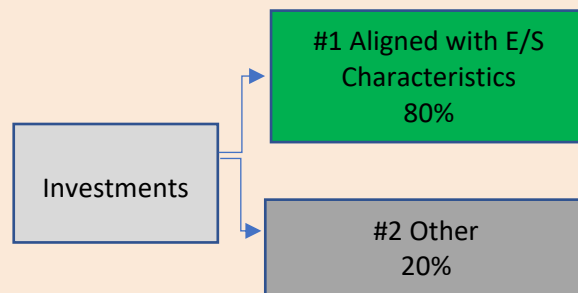 #1 Aligned with E/S
Characteristics
80%
Investments
#2 Other
20%